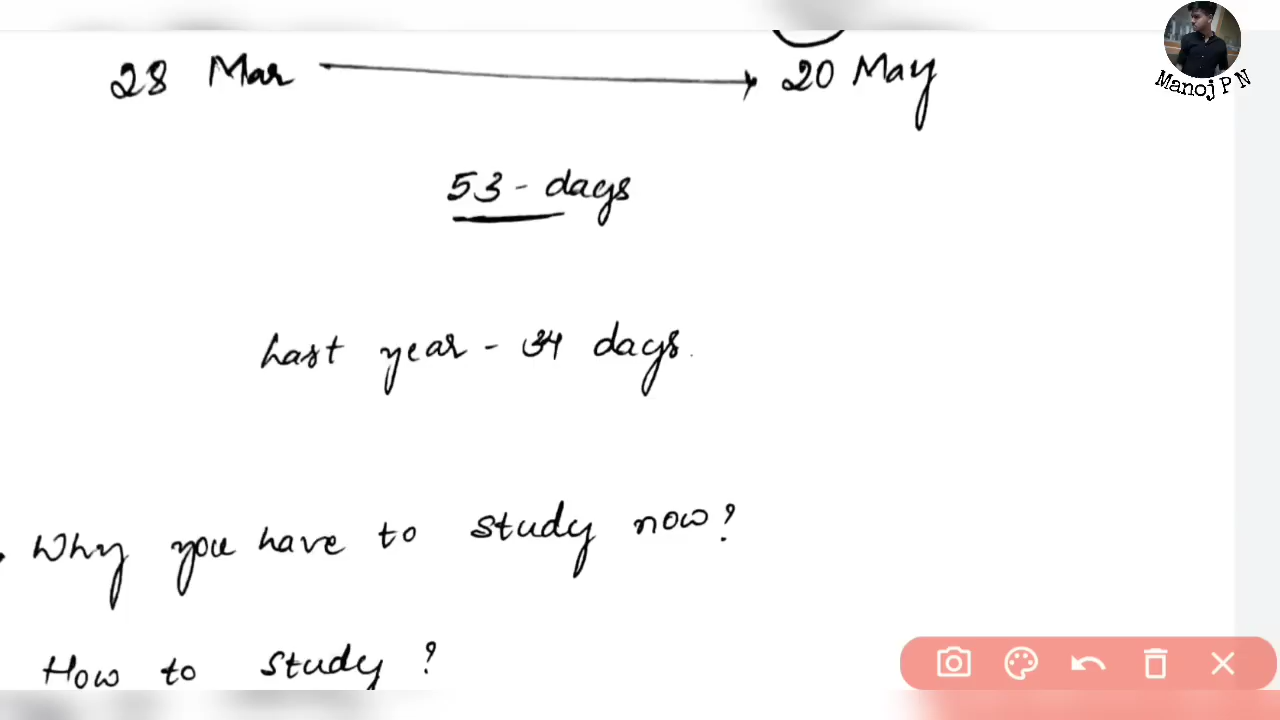 28 Mar → 20 May
53 - days
Last year - 34 days.
Why you have to study now?
How to study ?
Manoj P N